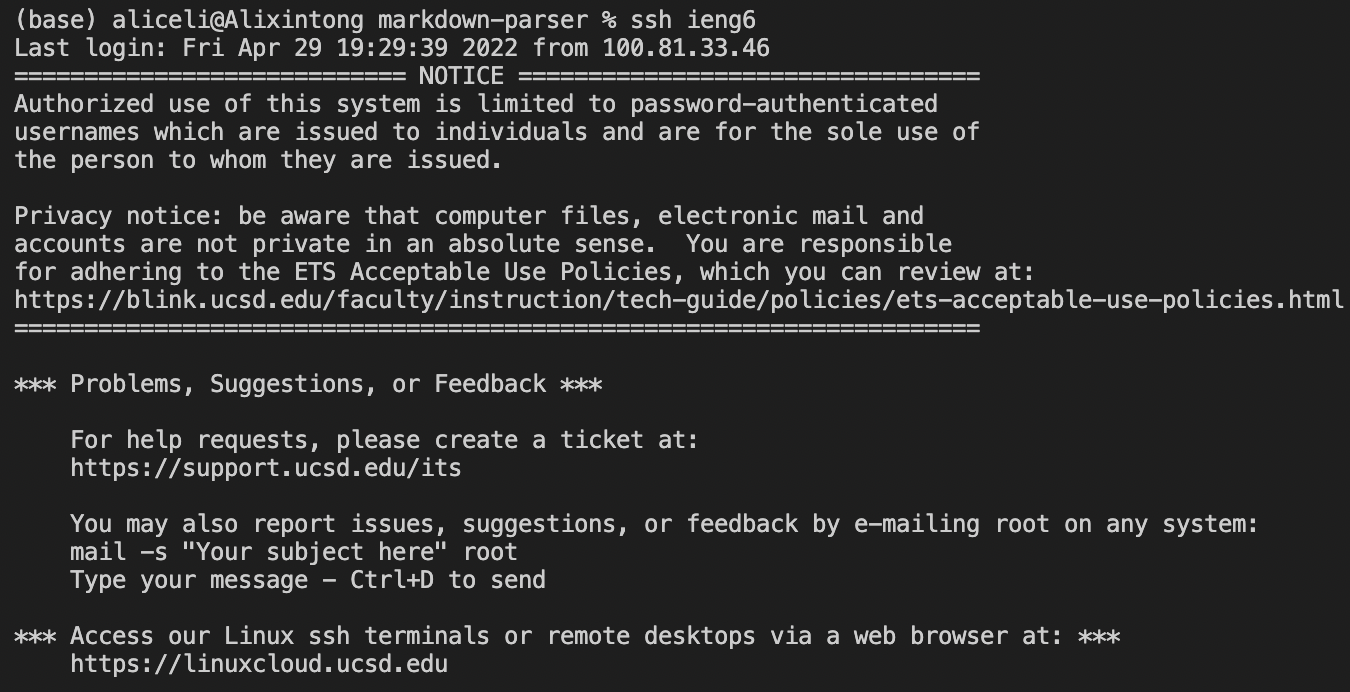 (base) aliceli@Alixintong markdown-parser % ssh ieng6
Last login: Fri Apr 29 19:29:39 2022 from 100.81.33.46
============================ NOTICE =================================
Authorized use of this system is limited to password-authenticated
usernames which are issued to individuals and are for the sole use of
the person to whom they are issued.

Privacy notice: be aware that computer files, electronic mail and
accounts are not private in an absolute sense.  You are responsible
for adhering to the ETS Acceptable Use Policies, which you can review at:
https://blink.ucsd.edu/faculty/instruction/tech-guide/policies/ets-acceptable-use-policies.html
=====================================================================

*** Problems, Suggestions, or Feedback ***

    For help requests, please create a ticket at:
    https://support.ucsd.edu/its

    You may also report issues, suggestions, or feedback by e-mailing root on any system:
    mail -s "Your subject here" root
    Type your message - Ctrl+D to send

*** Access our Linux ssh terminals or remote desktops via a web browser at: ***
    https://linuxcloud.ucsd.edu